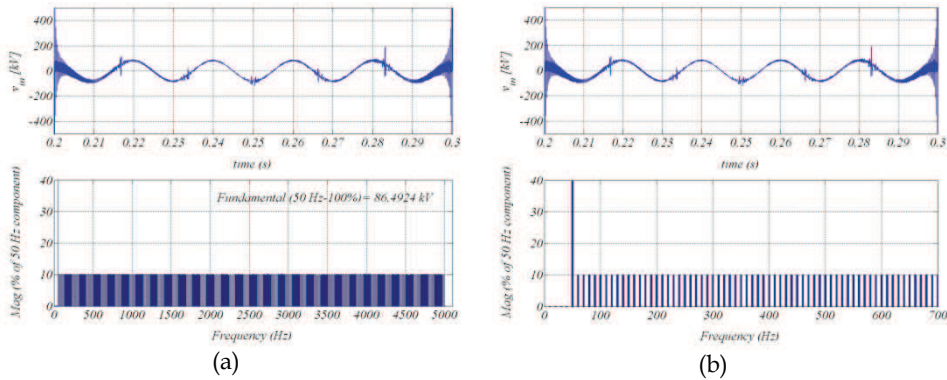 400
200
0
-200
-400
v_m [kV]
0.2 0.21 0.22 0.23 0.24 0.25 0.26 0.27 0.28 0.29 0.3
time (s)
40
30
20
10
0
Mag (% of 50 Hz component)
Fundamental (50 Hz-100%)= 86.4924 kV
0 500 1000 1500 2000 2500 3000 3500 4000 4500 5000
Frequency (Hz)
(a)
400
200
0
-200
-400
v_m [kV]
0.2 0.21 0.22 0.23 0.24 0.25 0.26 0.27 0.28 0.29 0.3
time (s)
40
30
20
10
0
Mag (% of 50 Hz component)
0 100 200 300 400 500 600 700
Frequency (Hz)
(b)